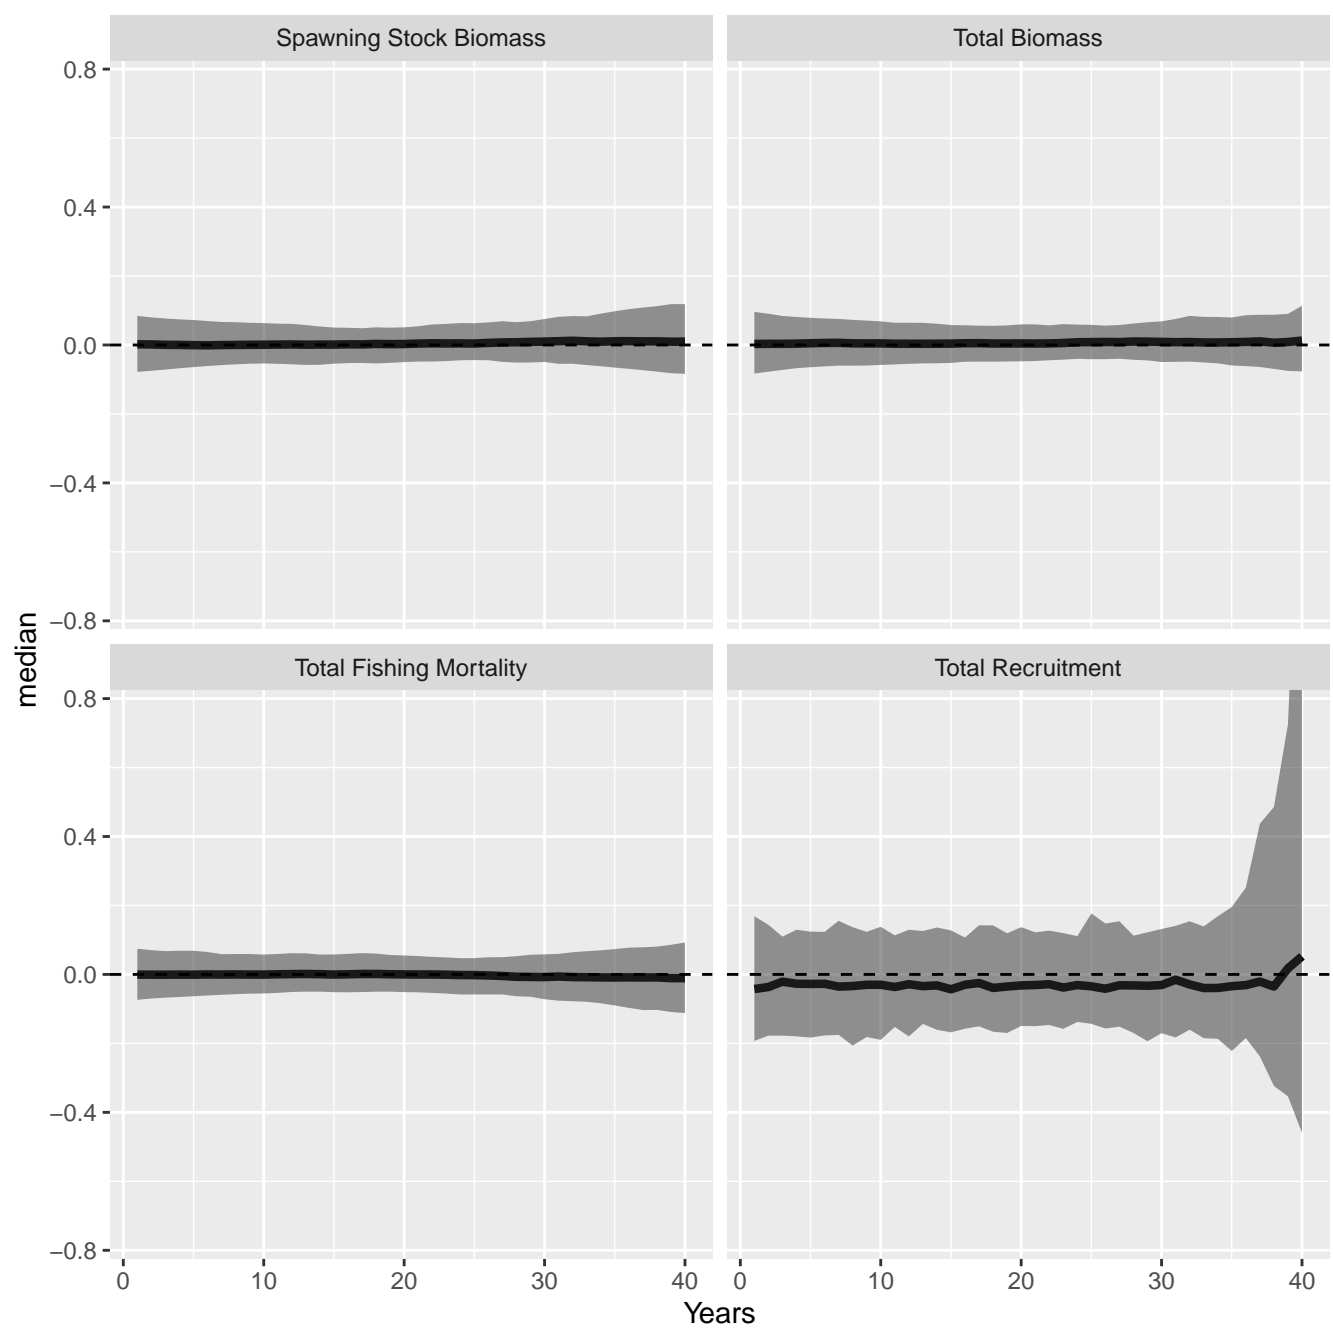 Spawning Stock Biomass
Total Biomass
0.8
0.4
0.0
−0.4
−0.8
Total Fishing Mortality
Total Recruitment
0.8
0.4
0.0
−0.4
−0.8
median
0 10 20 30 40
0 10 20 30 40
Years